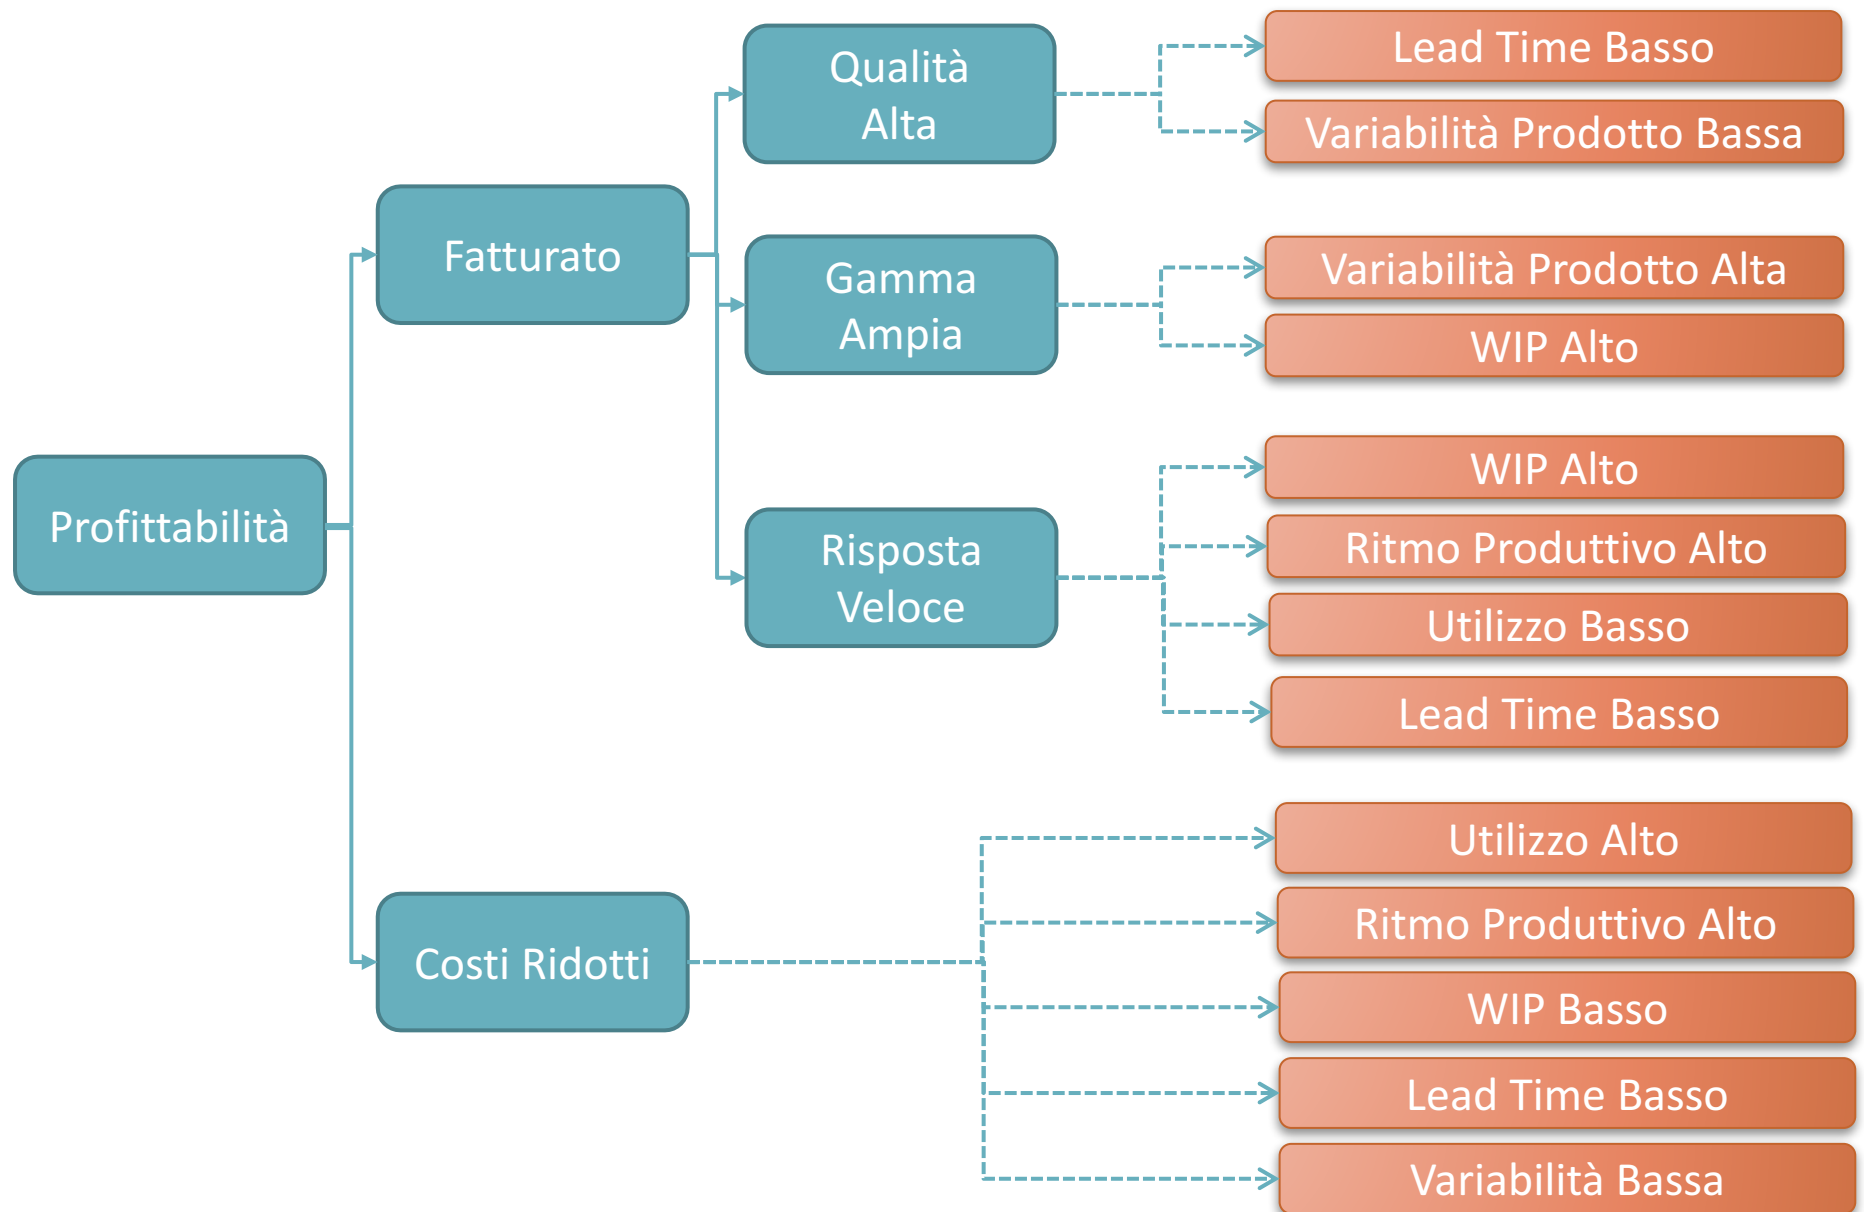 Profittabilità
Fatturato
Costi Ridotti
Qualità
Alta
Gamma
Ampia
Risposta
Veloce
Lead Time Basso
Variabilità Prodotto Bassa
Variabilità Prodotto Alta
WIP Alto
WIP Alto
Ritmo Produttivo Alto
Utilizzo Basso
Lead Time Basso
Utilizzo Alto
Ritmo Produttivo Alto
WIP Basso
Lead Time Basso
Variabilità Bassa